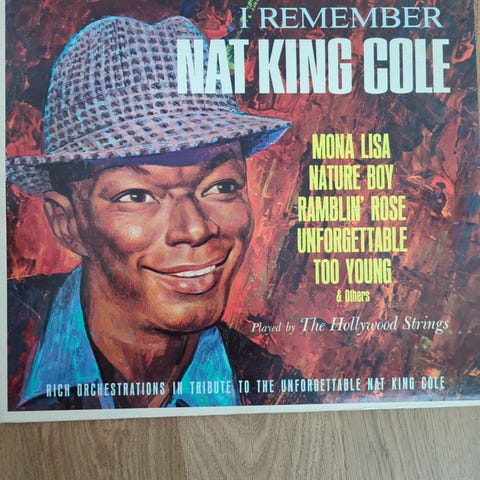 I REMEMBER
NAT KING COLE
MONA LISA
NATURE BOY
RAMBLIN' ROSE
UNFORGETTABLE
TOO YOUNG
& Others
Played by The Hollywood Strings
RICH ORCHESTRATIONS IN TRIBUTE TO THE UNFORGETTABLE NAT KING COLE